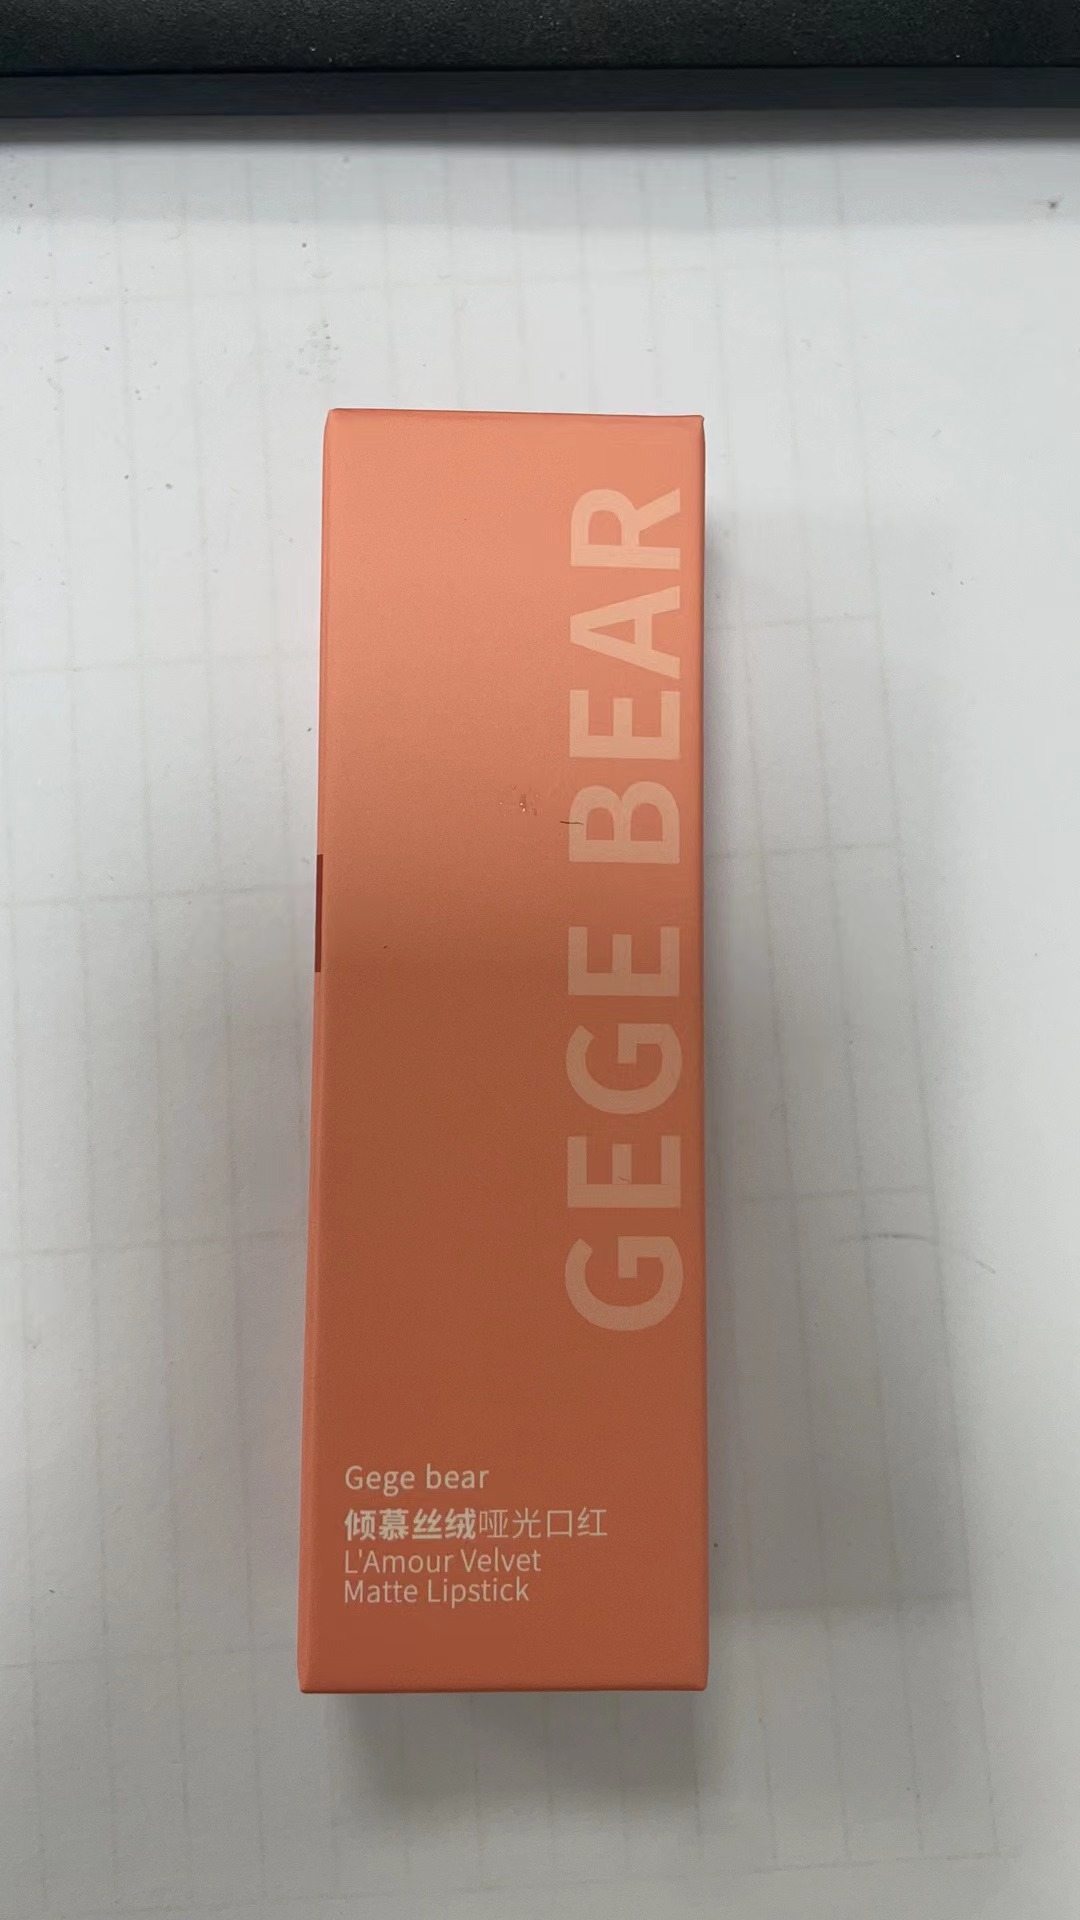 GEGE BEAR
Gege bear
倾慕丝绒哑光口红
L'Amour Velvet
Matte Lipstick